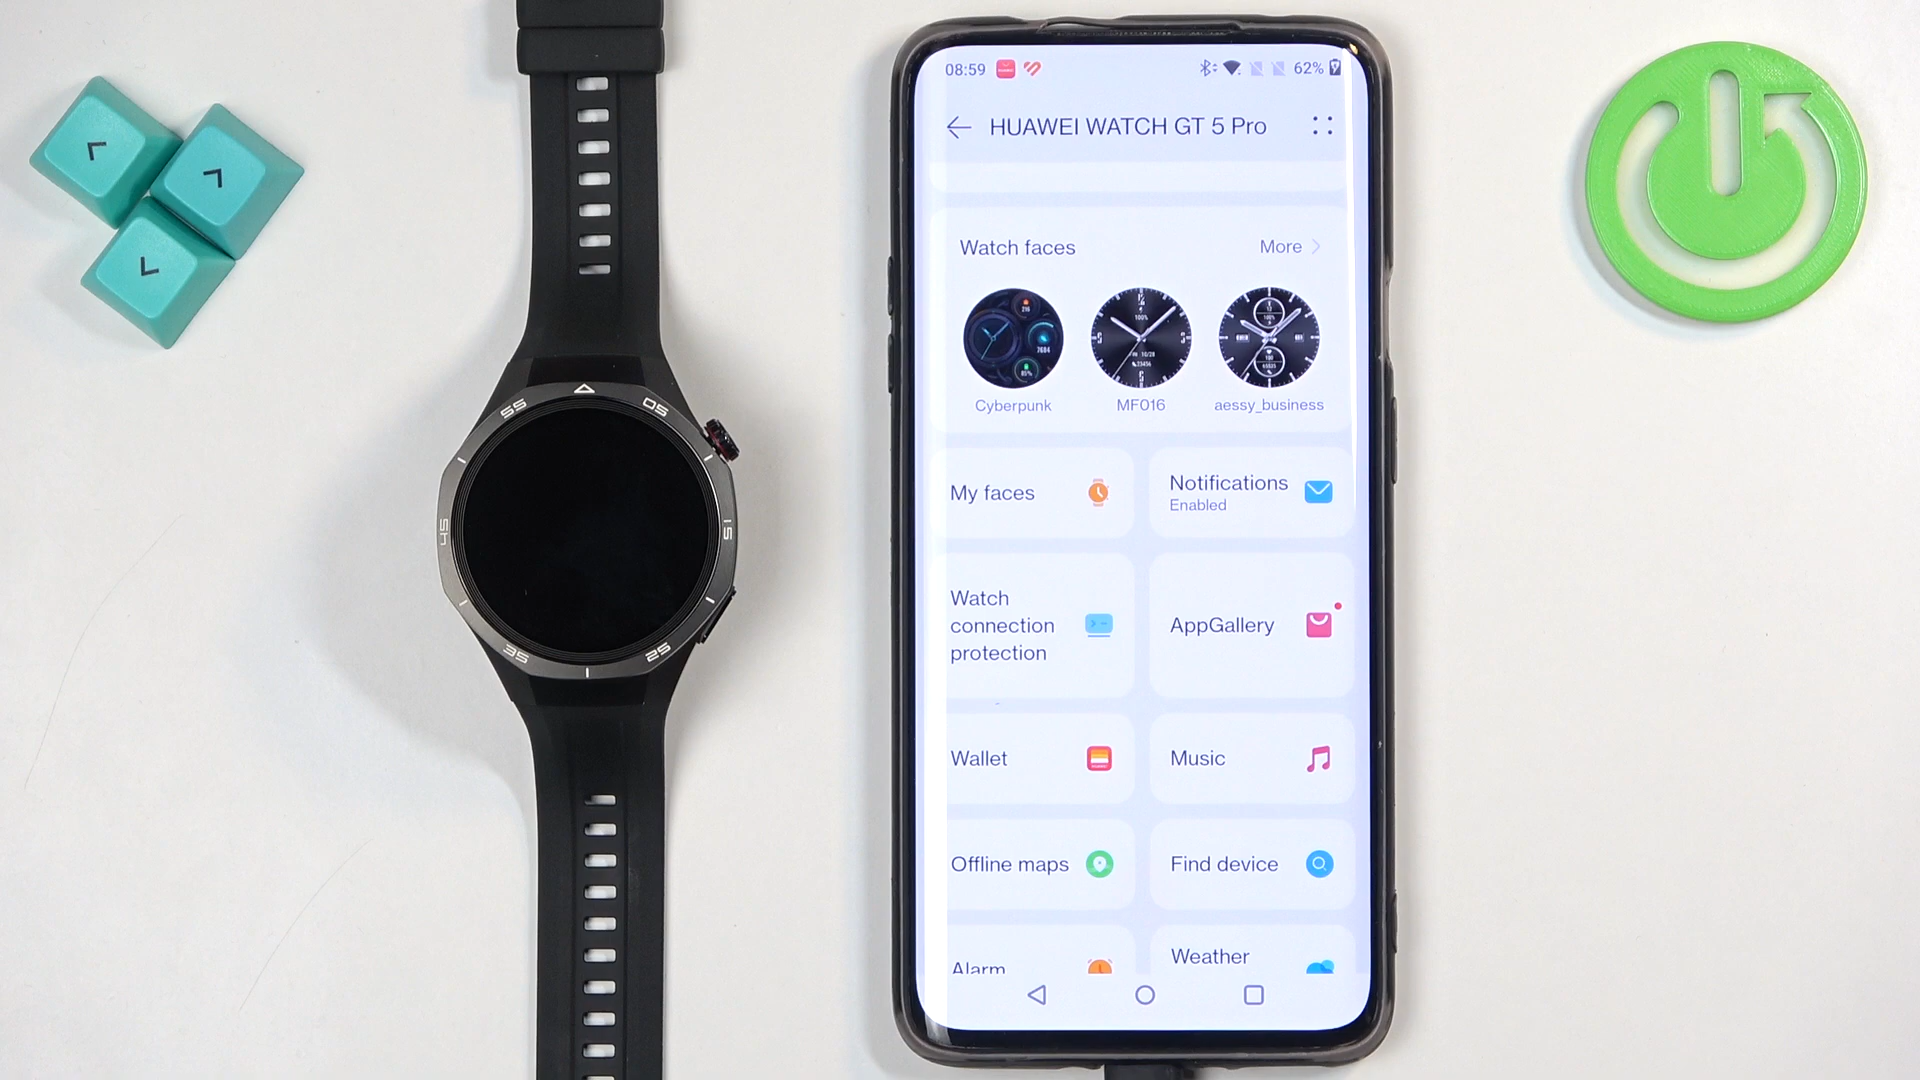 08:59
62%
HUAWEI WATCH GT 5 Pro
Watch faces
More
Cyberpunk
MF016
aessy_business
My faces
Notifications
Enabled
Watch
connection
protection
AppGallery
Wallet
Music
Offline maps
Find device
Alarm
Weather
55
05
45
15
35
25